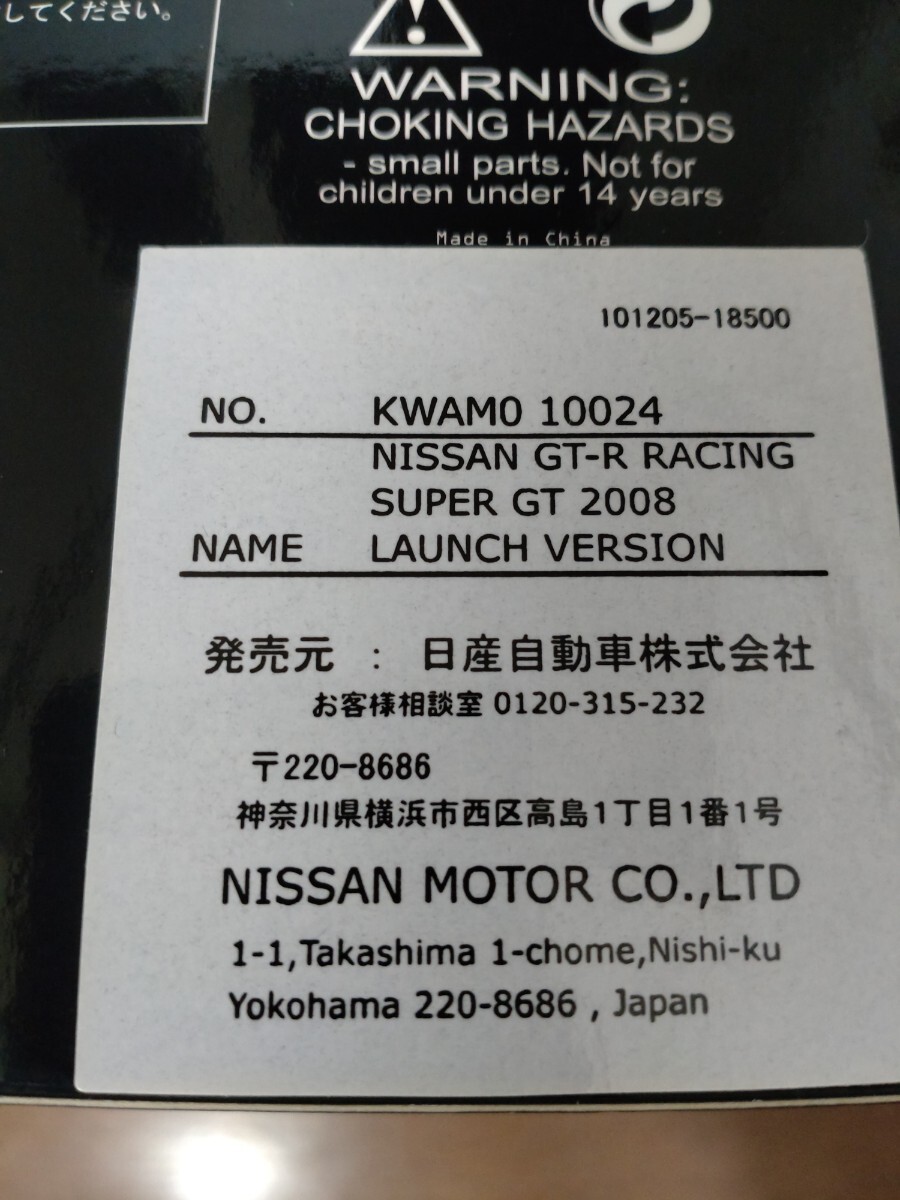 してください。
WARNING:
CHOKING HAZARDS
- small parts. Not for
children under 14 years
Made in China
101205-18500
NO. KWAM0 10024
NISSAN GT-R RACING
SUPER GT 2008
NAME LAUNCH VERSION
発売元 : 日産自動車株式会社
お客様相談室 0120-315-232
〒220-8686
神奈川県横浜市西区高島1丁目1番1号
NISSAN MOTOR CO.,LTD
1-1,Takashima 1-chome,Nishi-ku
Yokohama 220-8686 , Japan